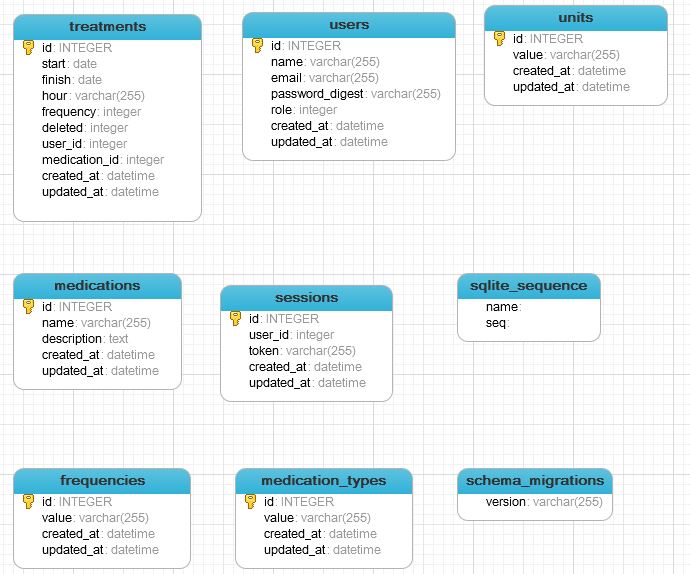 treatments
id: INTEGER
start: date
finish: date
hour: varchar(255)
frequency: integer
deleted: integer
user_id: integer
medication_id: integer
created_at: datetime
updated_at: datetime
users
id: INTEGER
name: varchar(255)
email: varchar(255)
password_digest: varchar(255)
role: integer
created_at: datetime
updated_at: datetime
units
id: INTEGER
value: varchar(255)
created_at: datetime
updated_at: datetime
medications
id: INTEGER
name: varchar(255)
description: text
created_at: datetime
updated_at: datetime
sessions
id: INTEGER
user_id: integer
token: varchar(255)
created_at: datetime
updated_at: datetime
sqlite_sequence
name:
seq:
frequencies
id: INTEGER
value: varchar(255)
created_at: datetime
updated_at: datetime
medication_types
id: INTEGER
value: varchar(255)
created_at: datetime
updated_at: datetime
schema_migrations
version: varchar(255)